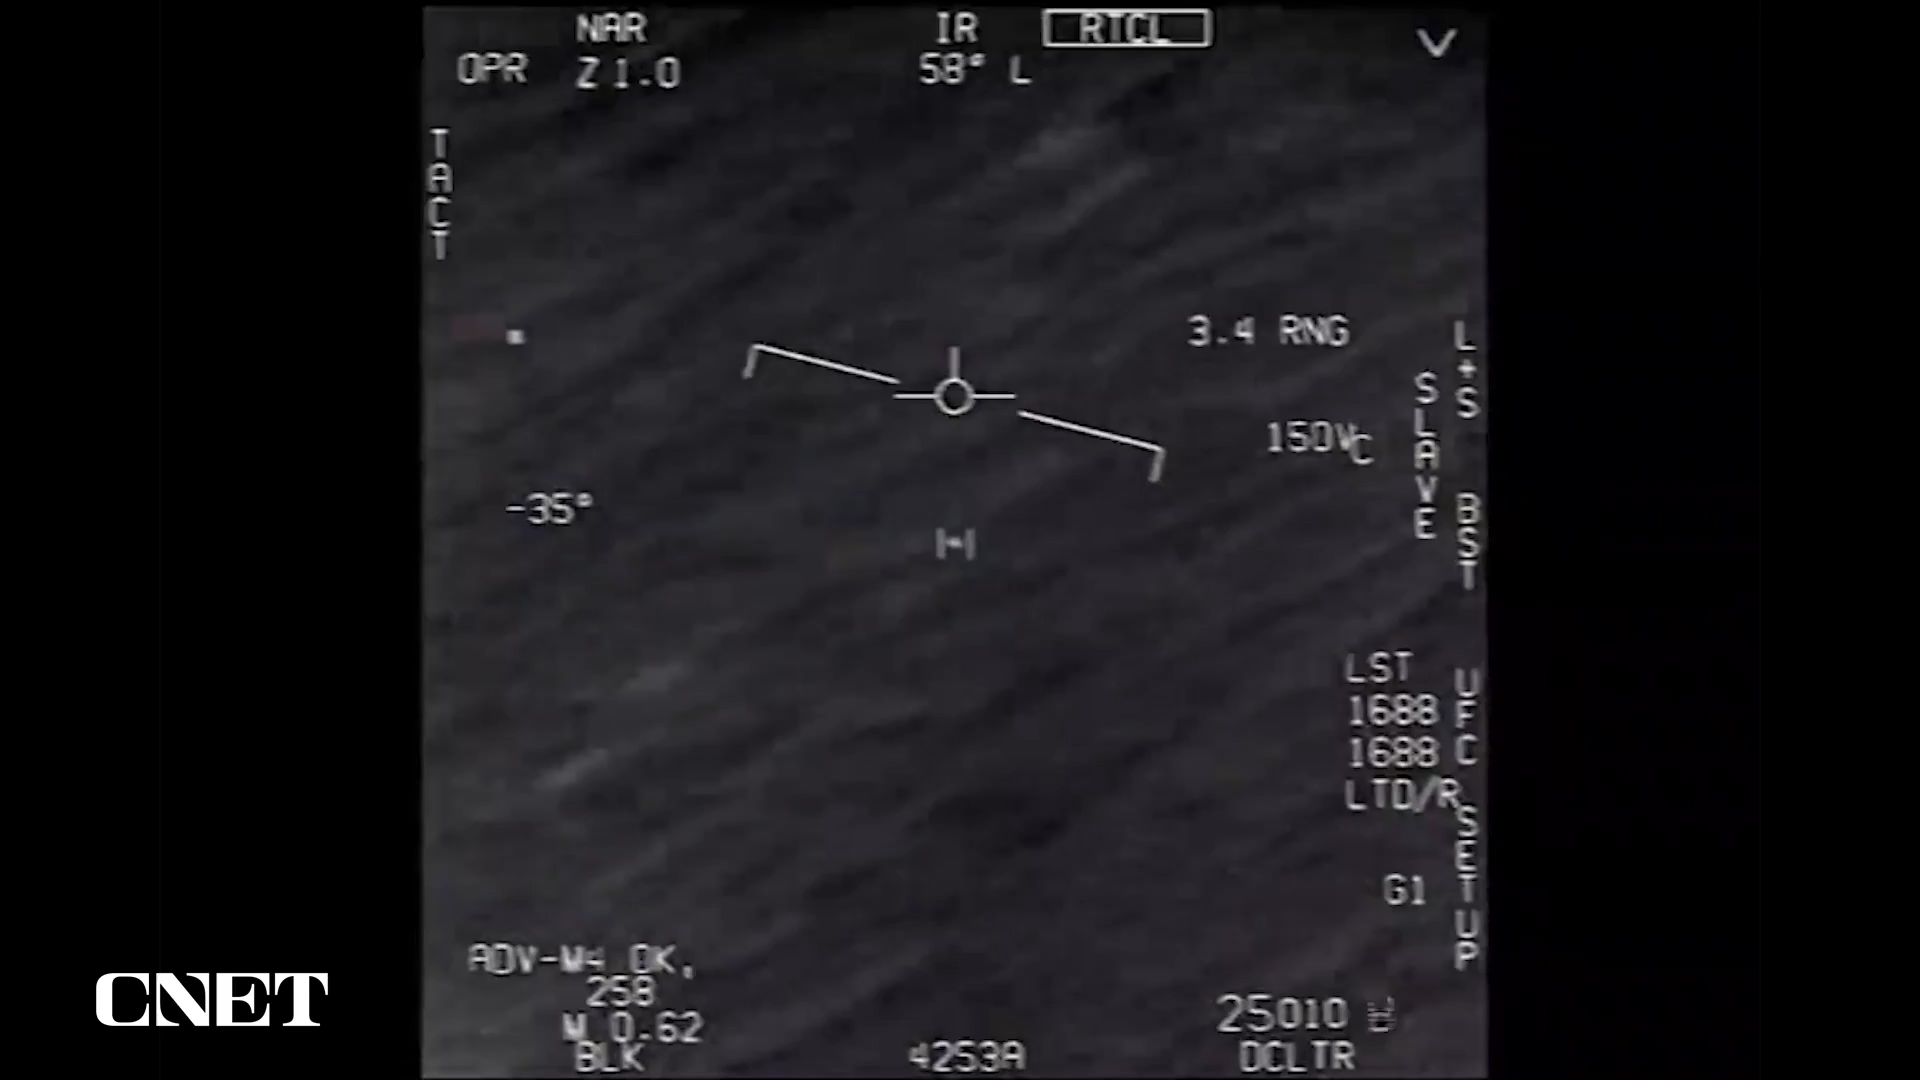 NAR
IR
RTCL
OPR
Z 1.0
58° L
TACT
3.4 RNG
L+S
SLAVE
150Vc
-35°
BST
LST
1688
1688
UFC
LTD/R
SETUP
G1
ADV-M4 OK,
258
M 0.62
25010
BLK
4253A
DCLTR
CNET